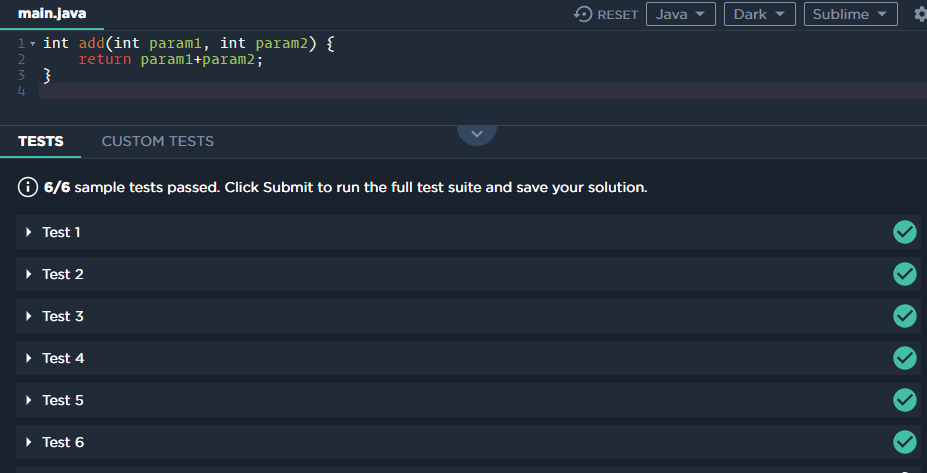 main.java RESET Java Dark Sublime
1 int add(int param1, int param2) {
2 return param1+param2;
3 }
4
TESTS CUSTOM TESTS
6/6 sample tests passed. Click Submit to run the full test suite and save your solution.
Test 1
Test 2
Test 3
Test 4
Test 5
Test 6